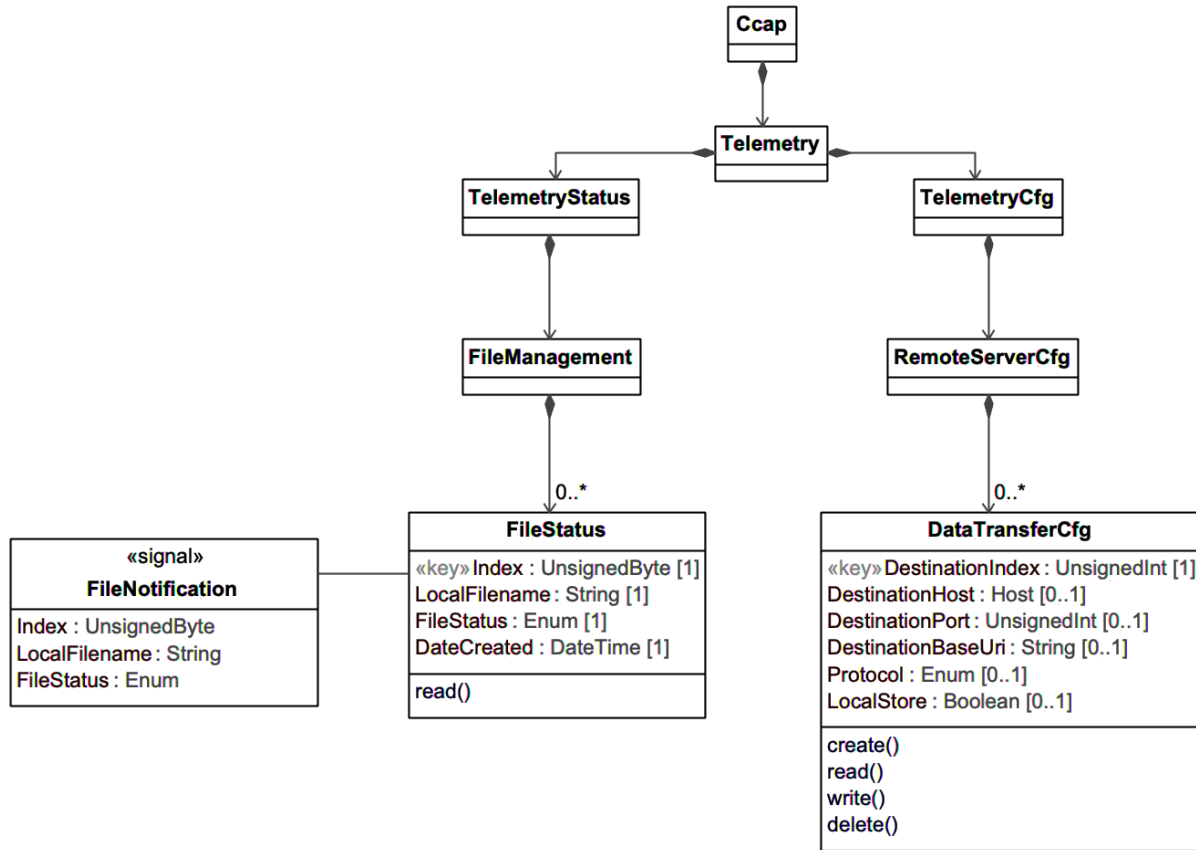 Ccap
Telemetry
TelemetryStatus
TelemetryCfg
FileManagement
RemoteServerCfg
0..*
0..*
«signal»
FileNotification
Index : UnsignedByte
LocalFilename : String
FileStatus : Enum
FileStatus
«key»Index : UnsignedByte [1]
LocalFilename : String [1]
FileStatus : Enum [1]
DateCreated : DateTime [1]
read()
DataTransferCfg
«key»DestinationIndex : UnsignedInt [1]
DestinationHost : Host [0..1]
DestinationPort : UnsignedInt [0..1]
DestinationBaseUri : String [0..1]
Protocol : Enum [0..1]
LocalStore : Boolean [0..1]
create()
read()
write()
delete()